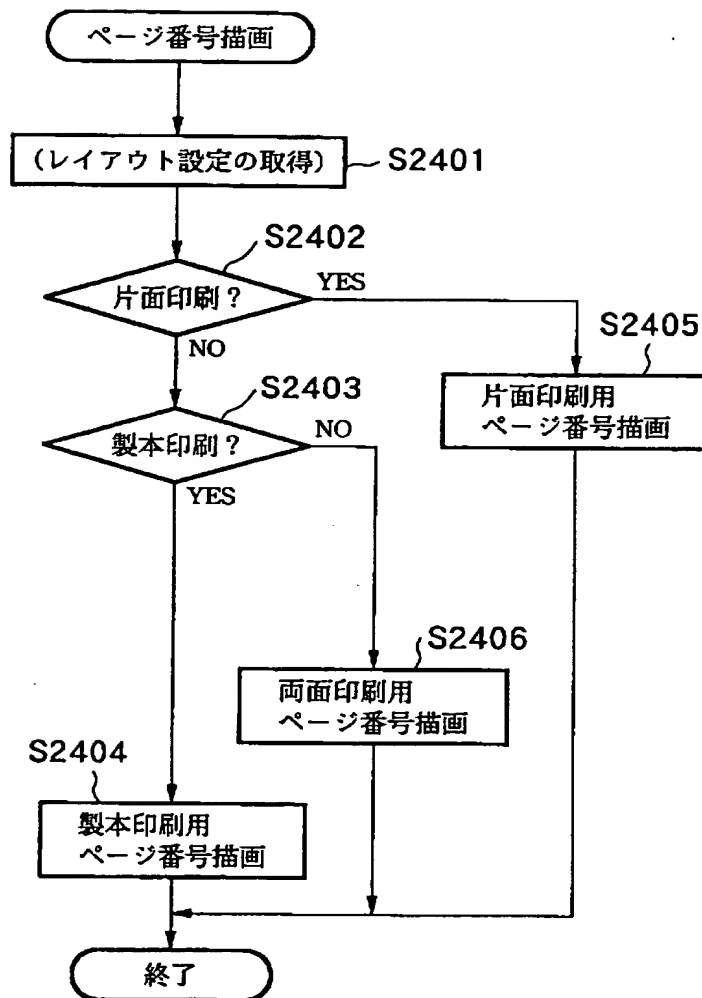 ページ番号描画
(レイアウト設定の取得)
S2401
S2402
片面印刷?
YES
NO
S2405
片面印刷用
ページ番号描画
S2403
製本印刷?
NO
YES
S2406
両面印刷用
ページ番号描画
S2404
製本印刷用
ページ番号描画
終了